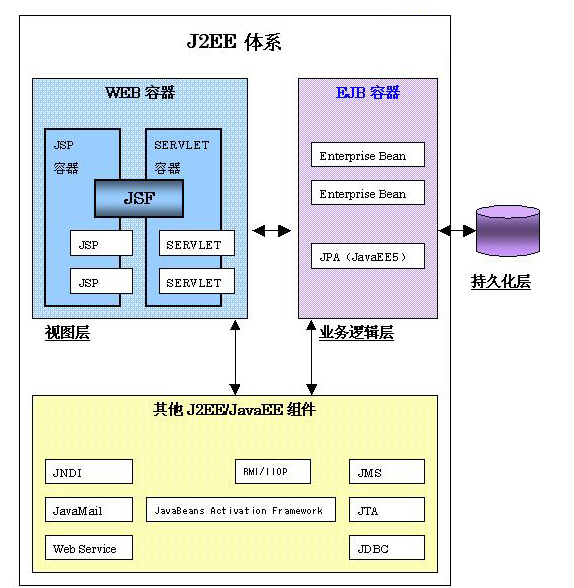 J2EE 体系
WEB 容器
JSP
容器
SERVLET
容器
JSF
JSP
SERVLET
JSP
SERVLET
视图层
EJB 容器
Enterprise Bean
Enterprise Bean
JPA（JavaEE5）
业务逻辑层
持久化层
其他 J2EE/JavaEE 组件
JNDI
RMI/IIOP
JMS
JavaMail
JavaBeans Activation Framework
JTA
Web Service
JDBC